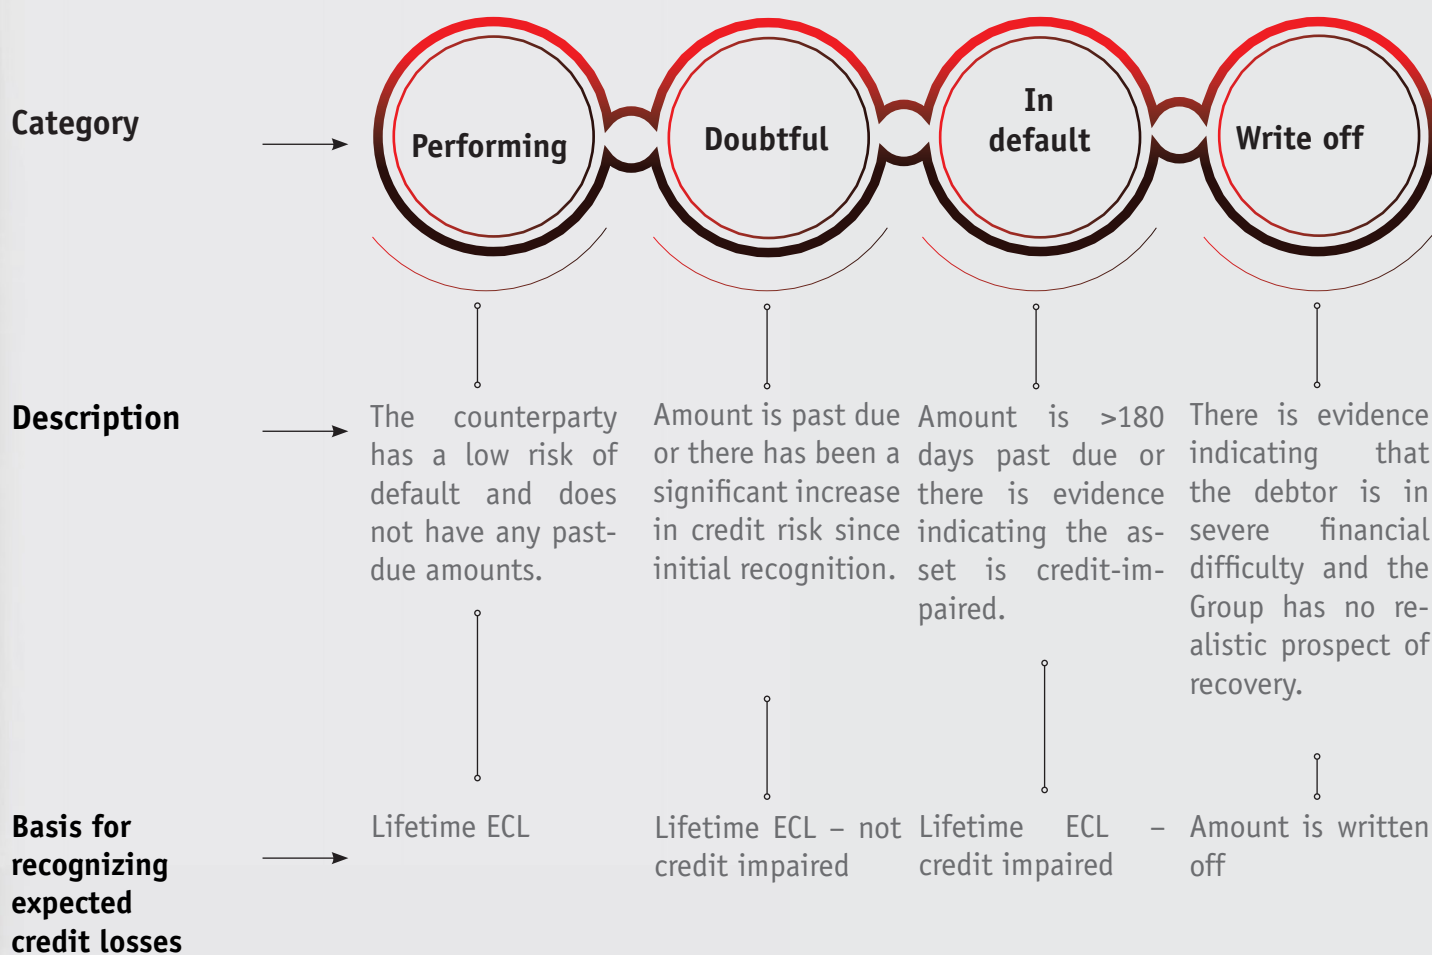 Category
Performing
Doubtful
In
default
Write off
Description
The counterparty
has a low risk of
default and does
not have any past-
due amounts.
Amount is past due
or there has been a
significant increase
in credit risk since
initial recognition.
Amount is >180
days past due or
there is evidence
indicating the as-
set is credit-im-
paired.
There is evidence
indicating that
the debtor is in
severe financial
difficulty and the
Group has no re-
alistic prospect of
recovery.
Basis for
recognizing
expected
credit losses
Lifetime ECL
Lifetime ECL – not
credit impaired
Lifetime ECL –
credit impaired
Amount is written
off